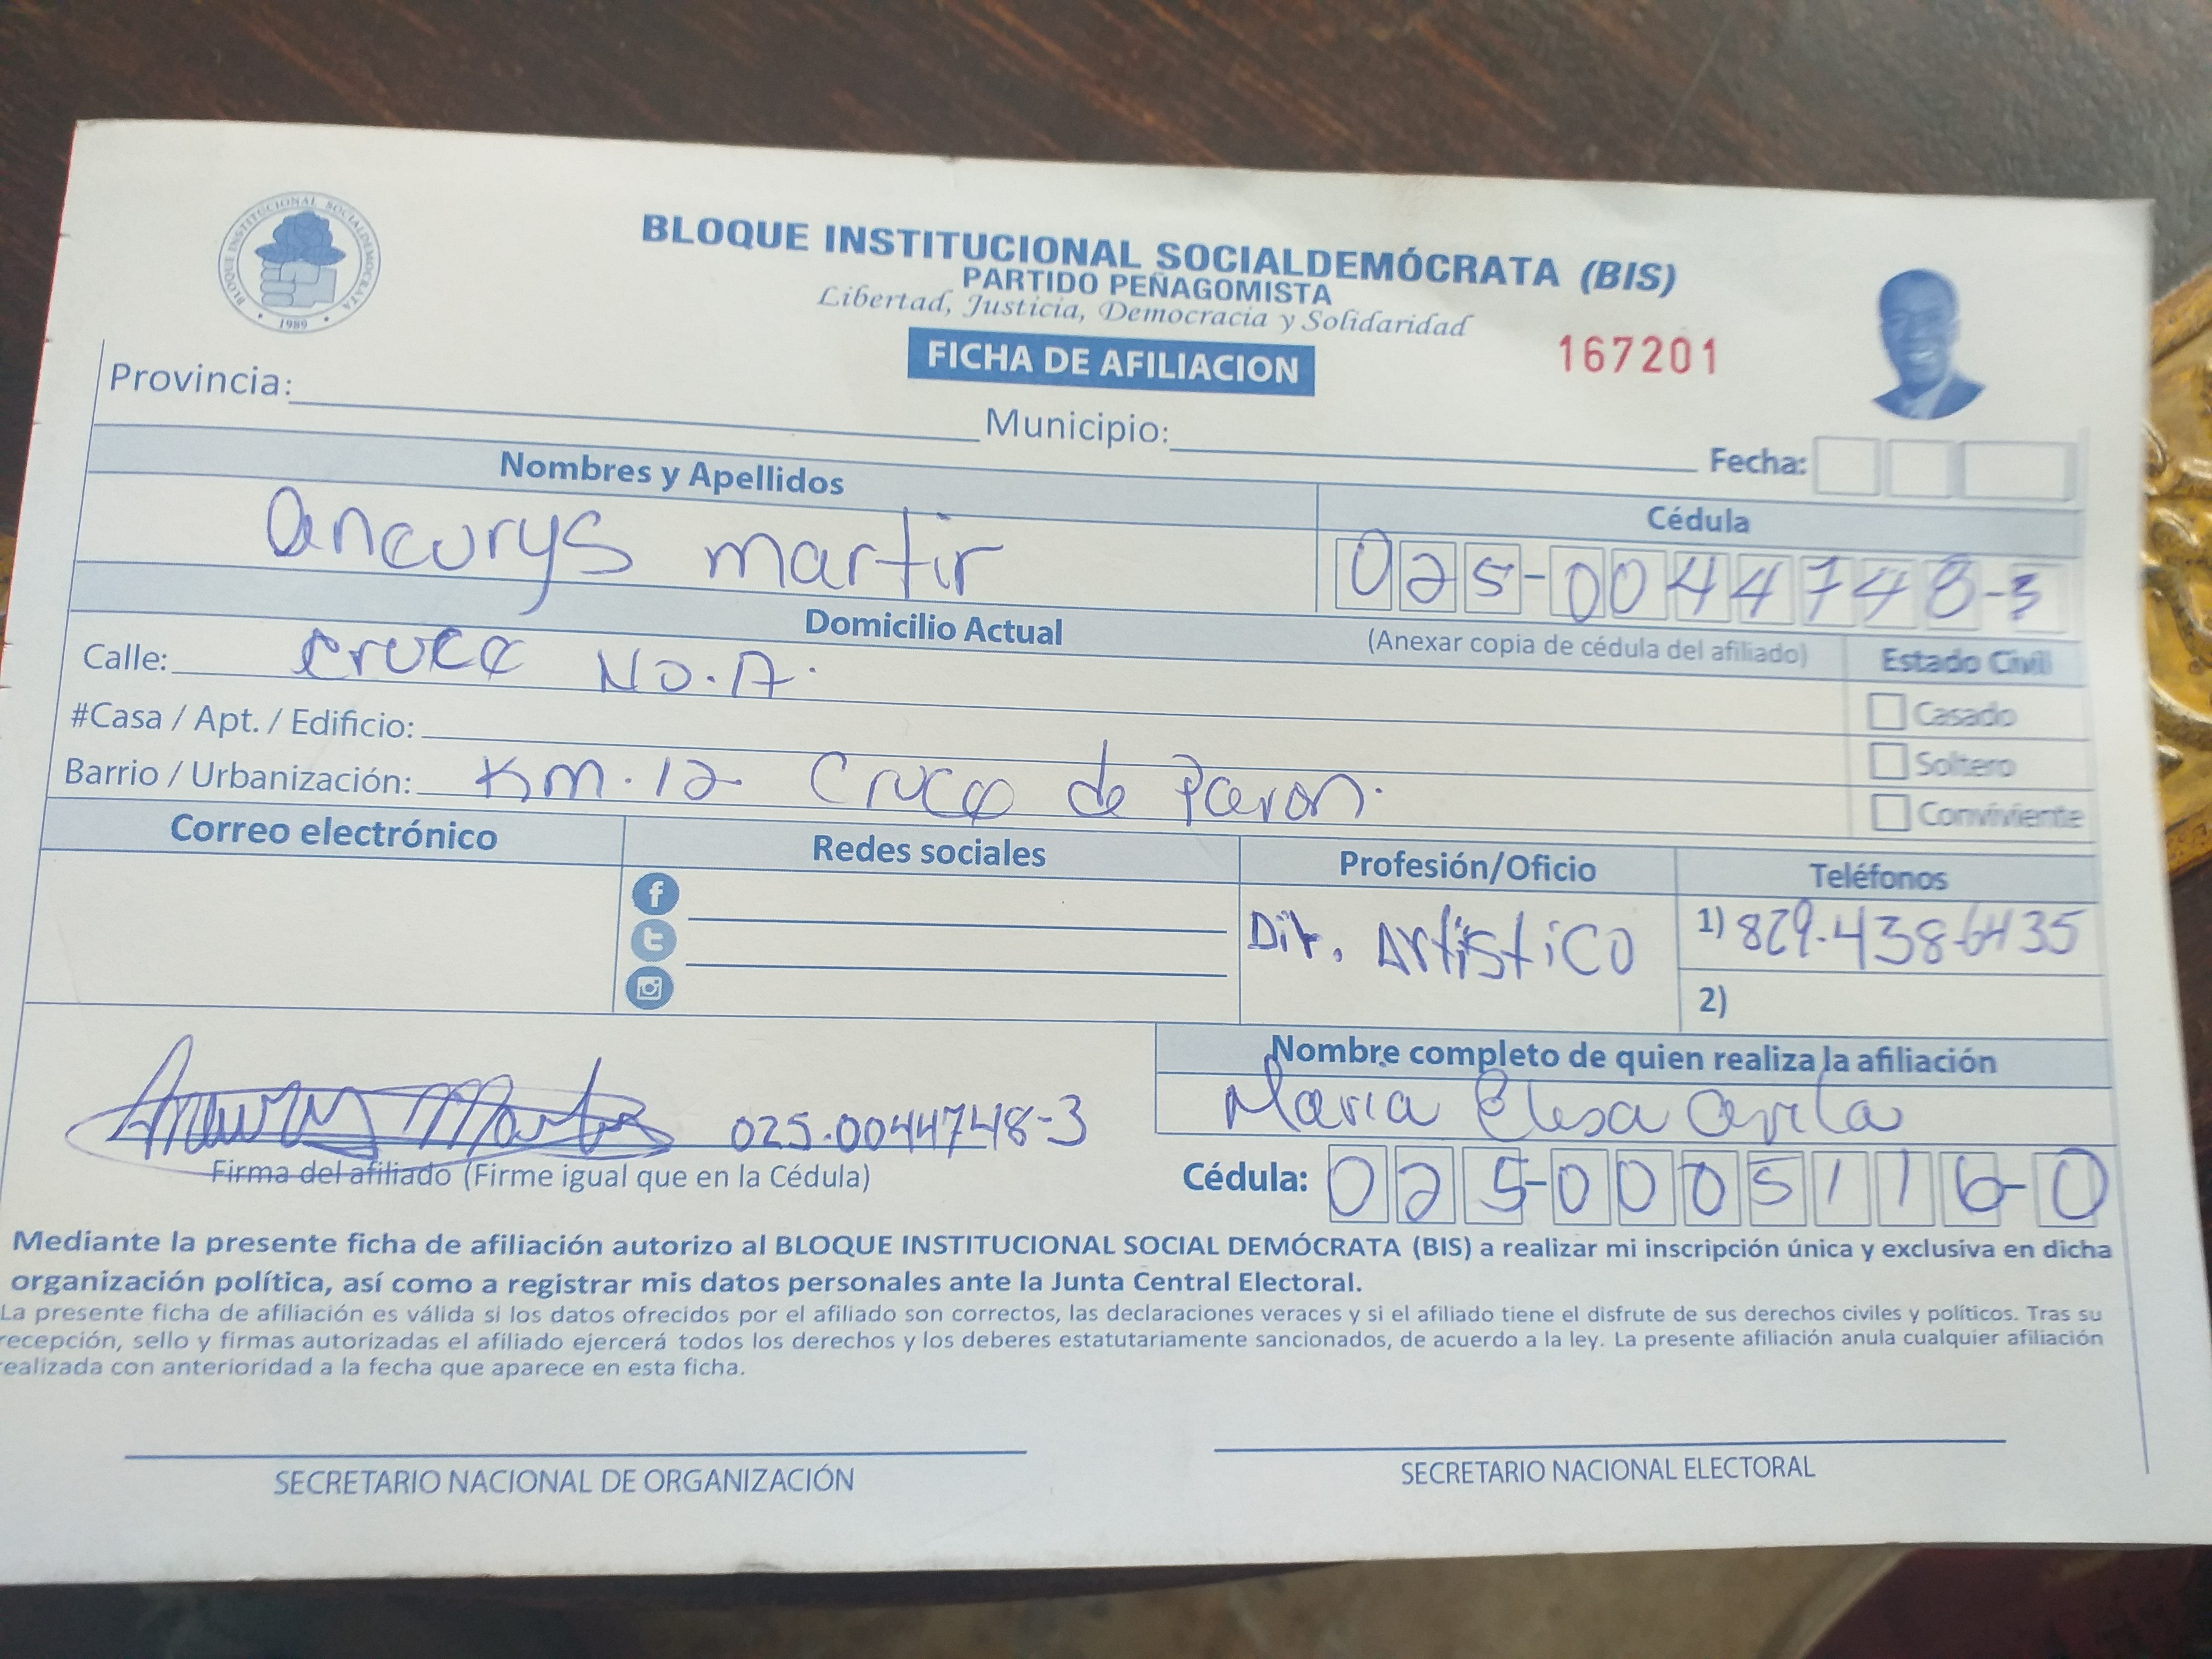 BLOQUE INSTITUCIONAL SOCIALDEMOCRATA
1989
BLOQUE INSTITUCIONAL SOCIALDEMÓCRATA (BIS)
PARTIDO PEÑAGOMISTA
Libertad, Justicia, Democracia y Solidaridad
FICHA DE AFILIACION
167201
Provincia:
Municipio:
Fecha:
Nombres y Apellidos
Cédula
ancurys martir
025-0044748-3
Domicilio Actual
(Anexar copia de cédula del afiliado)
Estado Civil
Calle: cruce No.A.
Casado
#Casa / Apt. / Edificio:
Soltero
Barrio / Urbanización: Km.12 Cruce de Pavon.
Conviviente
Correo electrónico
Redes sociales
Profesión/Oficio
Teléfonos
Dir. Artístico
1) 829-438-6435
2)
025-0044748-3
Firma del afiliado (Firme igual que en la Cédula)
Nombre completo de quien realiza la afiliación
Maria Elesa avila
Cédula: 025-0005116-0
Mediante la presente ficha de afiliación autorizo al BLOQUE INSTITUCIONAL SOCIAL DEMÓCRATA (BIS) a realizar mi inscripción única y exclusiva en dicha
organización política, así como a registrar mis datos personales ante la Junta Central Electoral.
La presente ficha de afiliación es válida si los datos ofrecidos por el afiliado son correctos, las declaraciones veraces y si el afiliado tiene el disfrute de sus derechos civiles y políticos. Tras su
recepción, sello y firmas autorizadas el afiliado ejercerá todos los derechos y los deberes estatutariamente sancionados, de acuerdo a la ley. La presente afiliación anula cualquier afiliación
realizada con anterioridad a la fecha que aparece en esta ficha.
SECRETARIO NACIONAL DE ORGANIZACIÓN
SECRETARIO NACIONAL ELECTORAL